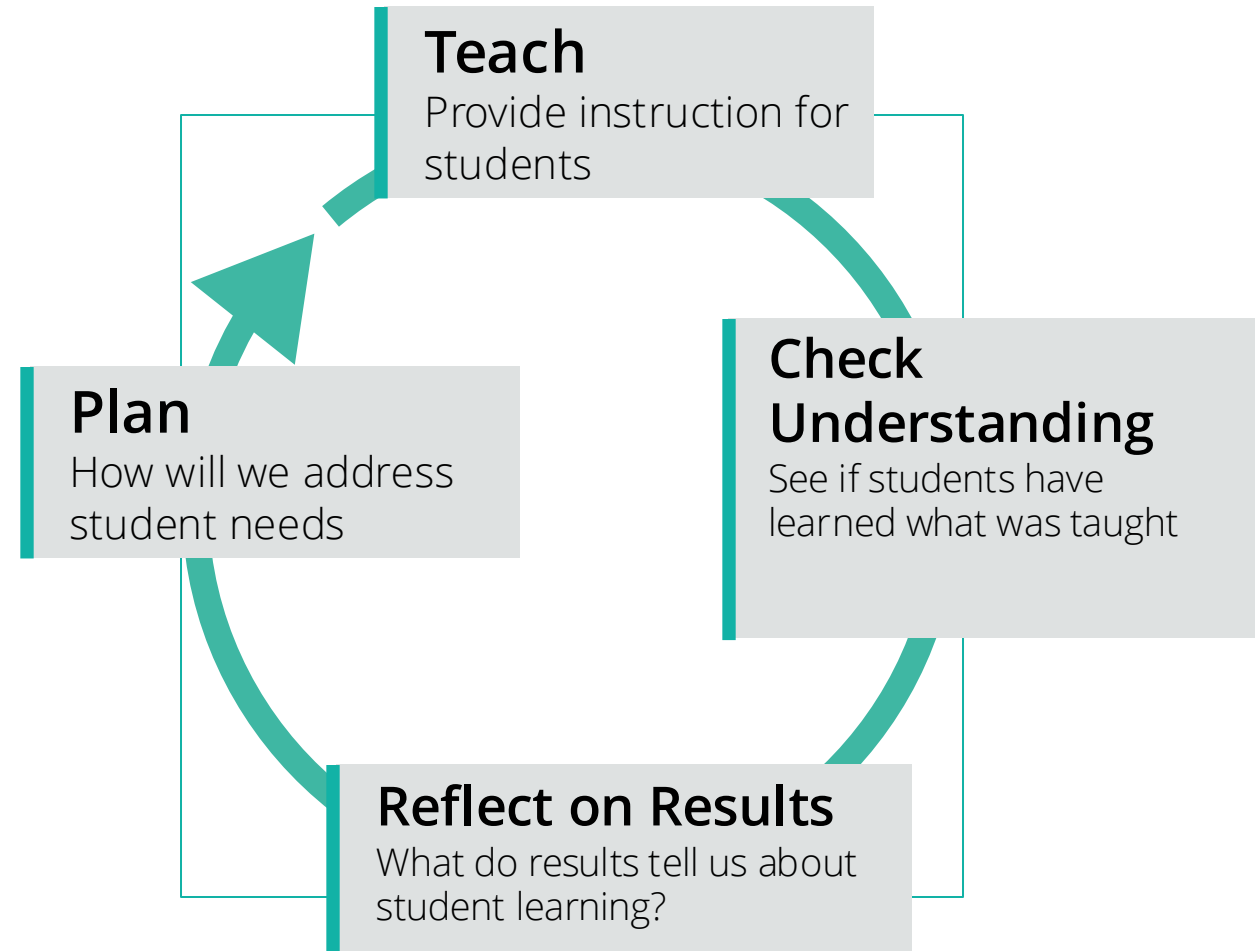 Teach
Provide instruction for
students
Check
Understanding
See if students have
learned what was taught
Reflect on Results
What do results tell us about
student learning?
Plan
How will we address
student needs